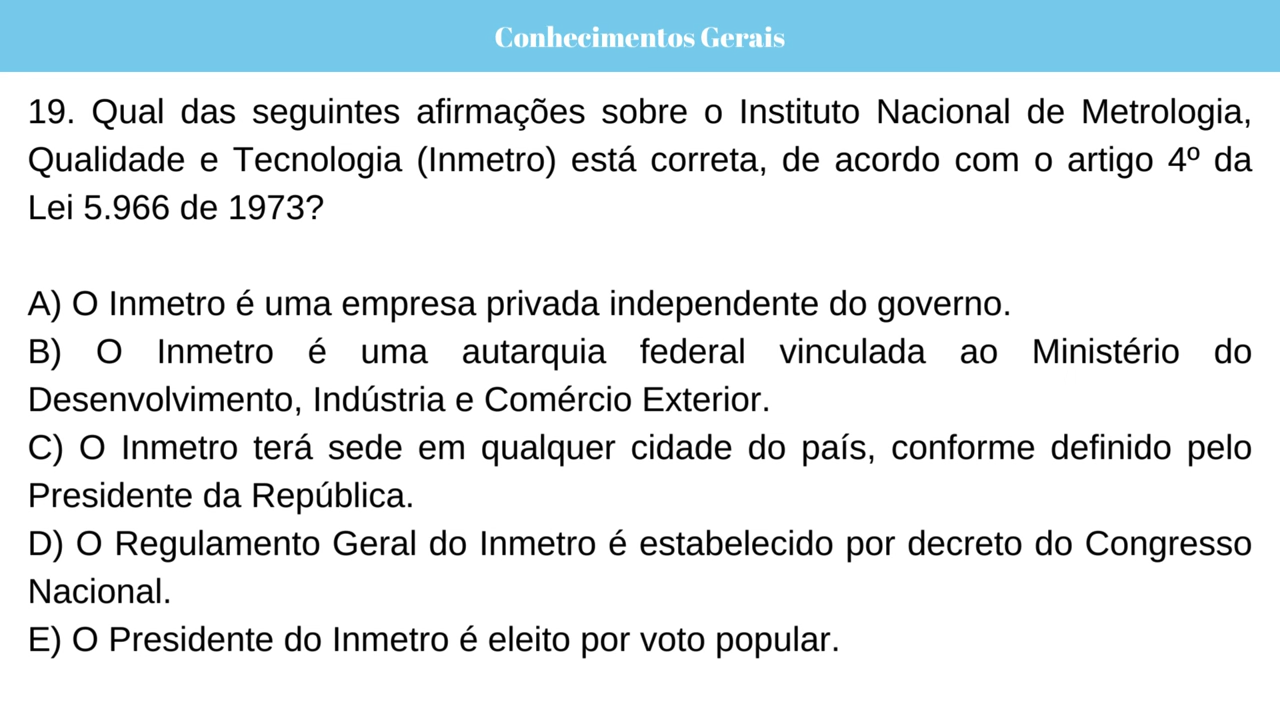 Conhecimentos Gerais
19. Qual das seguintes afirmações sobre o Instituto Nacional de Metrologia,
Qualidade e Tecnologia (Inmetro) está correta, de acordo com o artigo 4º da
Lei 5.966 de 1973?
A) O Inmetro é uma empresa privada independente do governo.
B) O Inmetro é uma autarquia federal vinculada ao Ministério do
Desenvolvimento, Indústria e Comércio Exterior.
C) O Inmetro terá sede em qualquer cidade do país, conforme definido pelo
Presidente da República.
D) O Regulamento Geral do Inmetro é estabelecido por decreto do Congresso
Nacional.
E) O Presidente do Inmetro é eleito por voto popular.